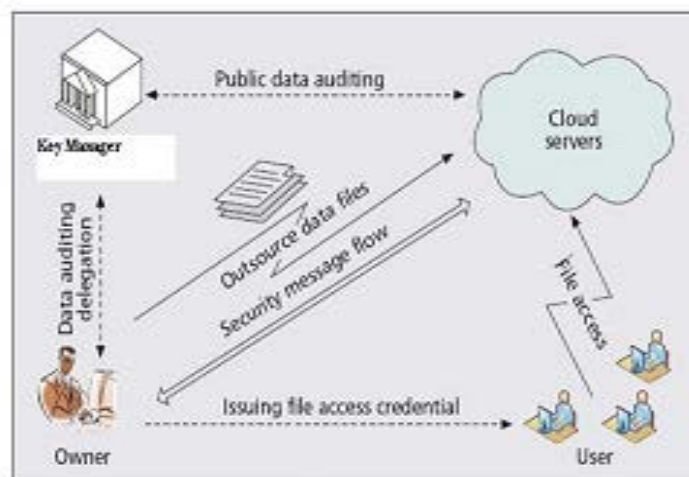 Public data auditing
Cloud
servers
Key Manager
Data auditing
delegation
Outsource data files
Security message flow
File access
Issuing file access credential
Owner
User